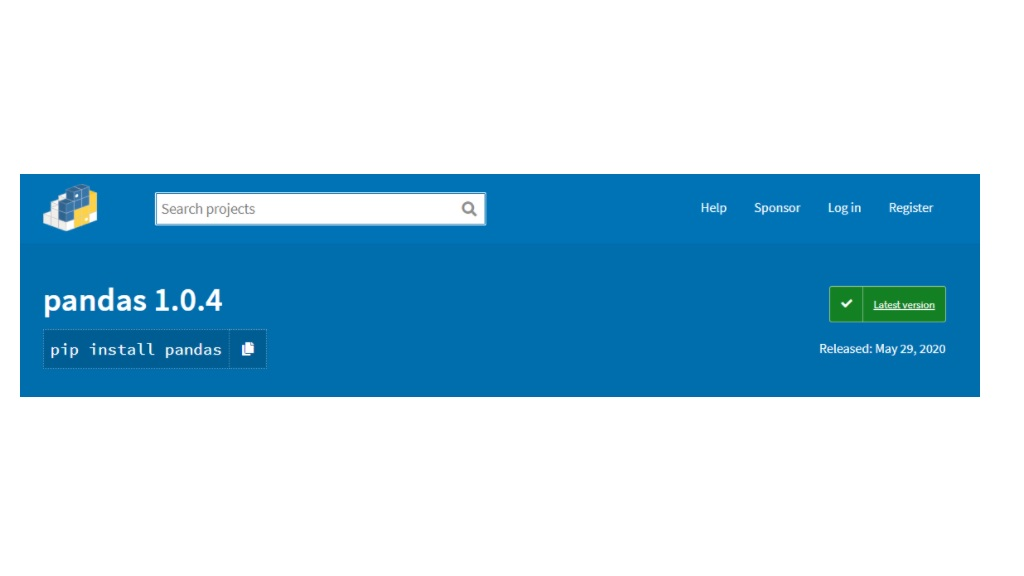 Search projects
Help Sponsor Log in Register
pandas 1.0.4
Latest version
pip install pandas
Released: May 29, 2020